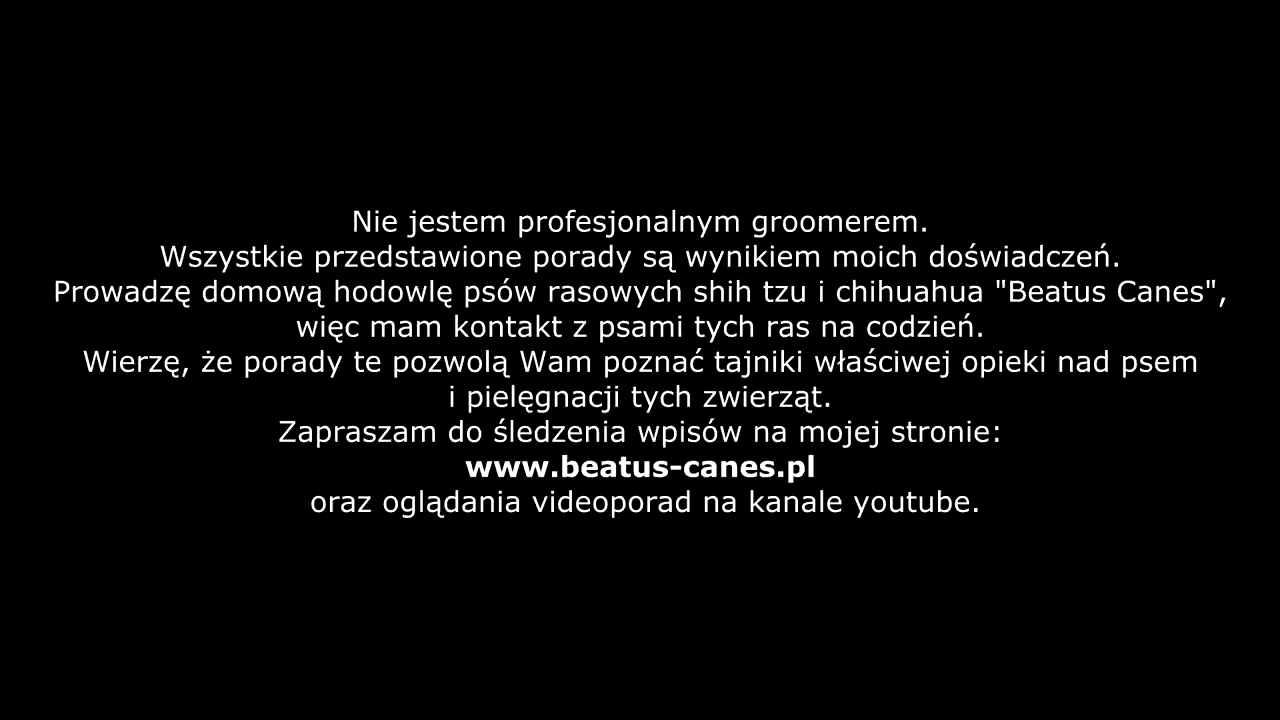 Nie jestem profesjonalnym groomerem.
Wszystkie przedstawione porady są wynikiem moich doświadczeń.
Prowadzę domową hodowlę psów rasowych shih tzu i chihuahua "Beatus Canes",
więc mam kontakt z psami tych ras na codzień.
Wierzę, że porady te pozwolą Wam poznać tajniki właściwej opieki nad psem
i pielęgnacji tych zwierząt.
Zapraszam do śledzenia wpisów na mojej stronie:
www.beatus-canes.pl
oraz oglądania videoporad na kanale youtube.